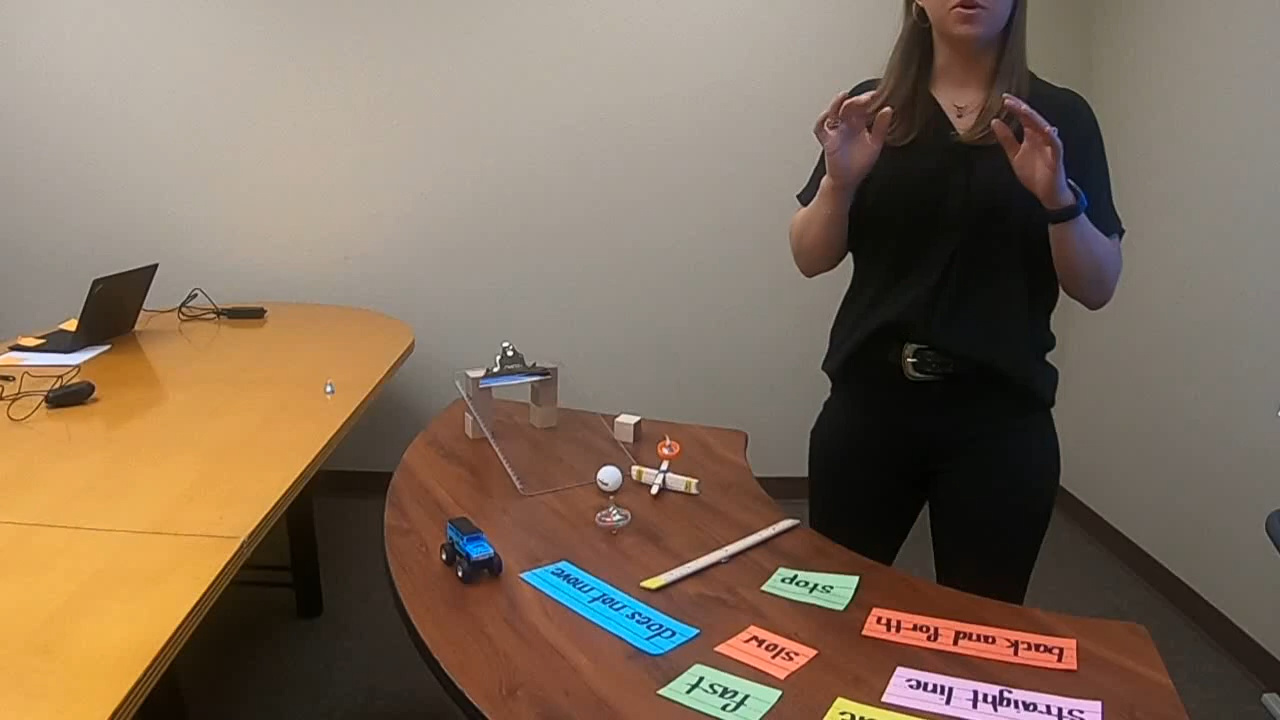 does not move
stop
slow
back and forth
fast
Straight line